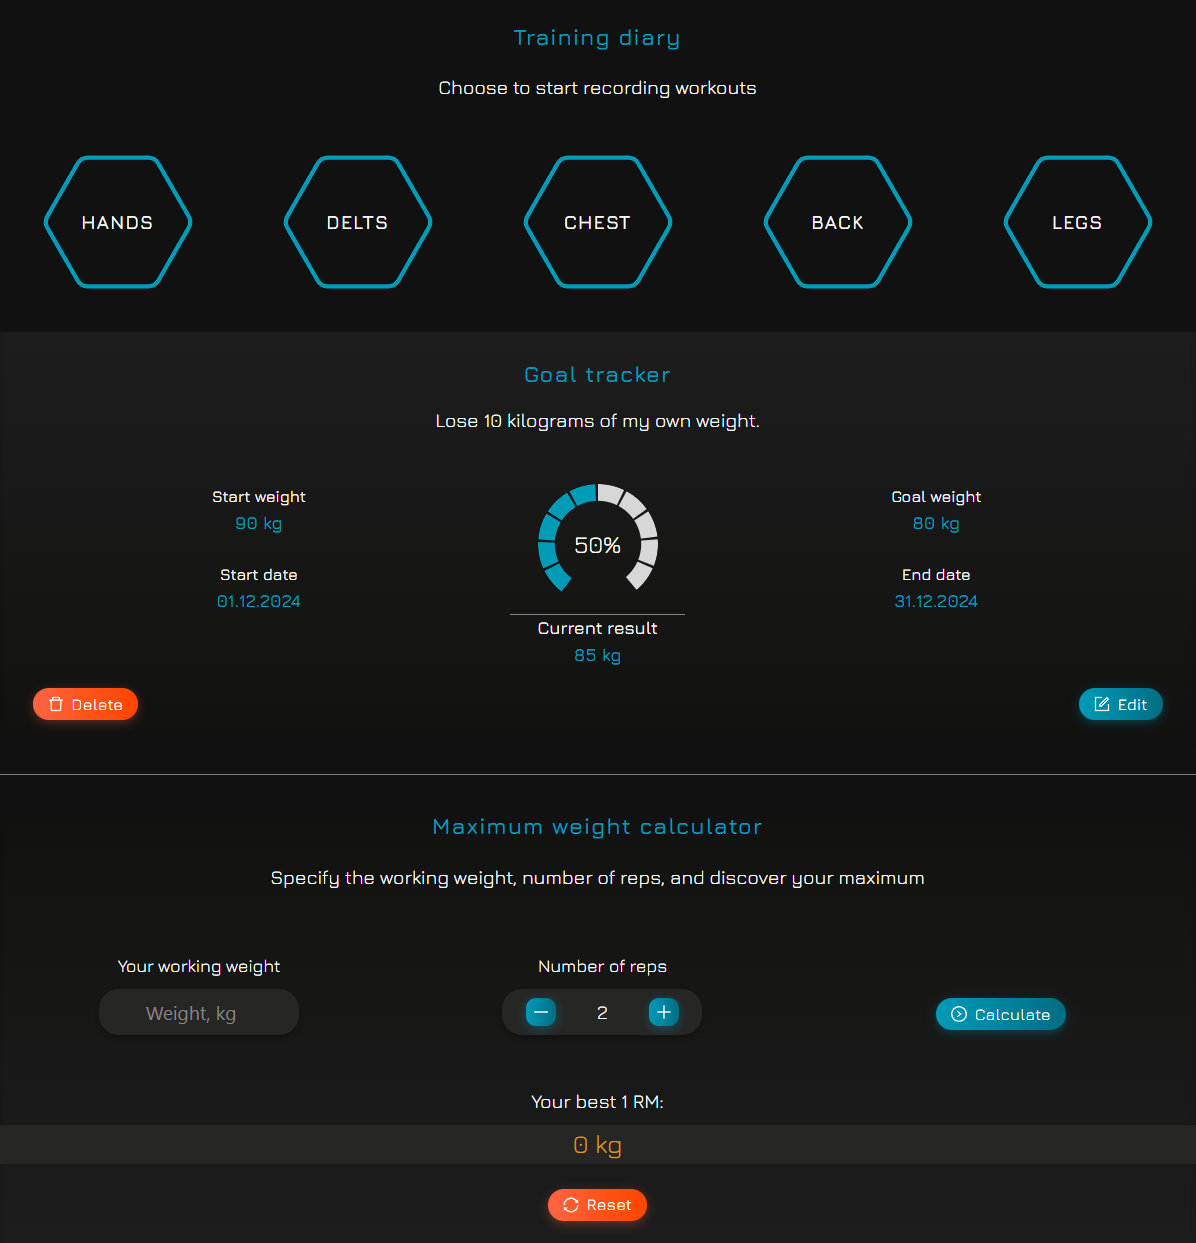 Training diary
Choose to start recording workouts
HANDS
DELTS
CHEST
BACK
LEGS
Goal tracker
Lose 10 kilograms of my own weight.
Start weight
90 kg
Start date
01.12.2024
50%
Current result
85 kg
Goal weight
80 kg
End date
31.12.2024
Delete
Edit
Maximum weight calculator
Specify the working weight, number of reps, and discover your maximum
Your working weight
Weight, kg
Number of reps
2
Calculate
Your best 1 RM:
0 kg
Reset